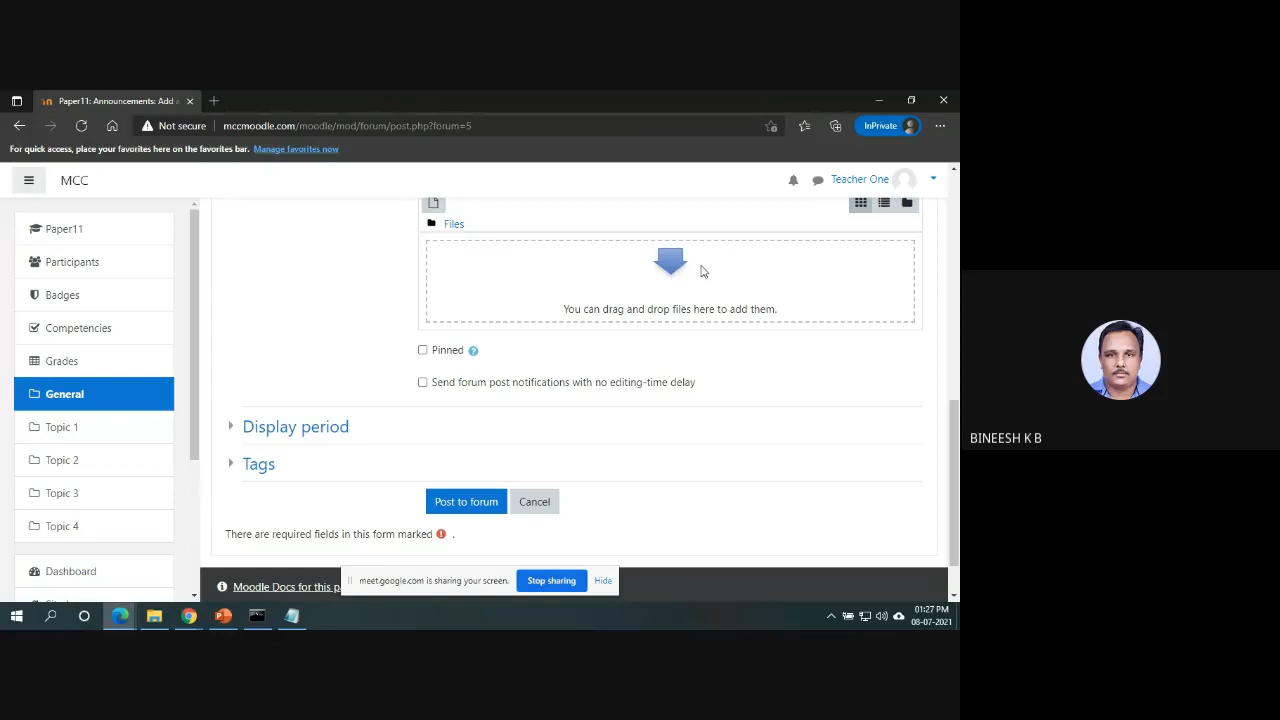 Paper11: Announcements: Add
Not secure
mccmoodle.com/moodle/mod/forum/post.php?forum=5
InPrivate
For quick access, place your favorites here on the favorites bar. Manage favorites now
MCC
Teacher One
Paper11
Participants
Badges
Competencies
Grades
General
Topic 1
Topic 2
Topic 3
Topic 4
Dashboard
Files
You can drag and drop files here to add them.
Pinned
Send forum post notifications with no editing-time delay
Display period
Tags
Post to forum
Cancel
There are required fields in this form marked .
Moodle Docs for this p
meet.google.com is sharing your screen.
Stop sharing
Hide
01:27 PM
08-07-2021
BINEESH K B